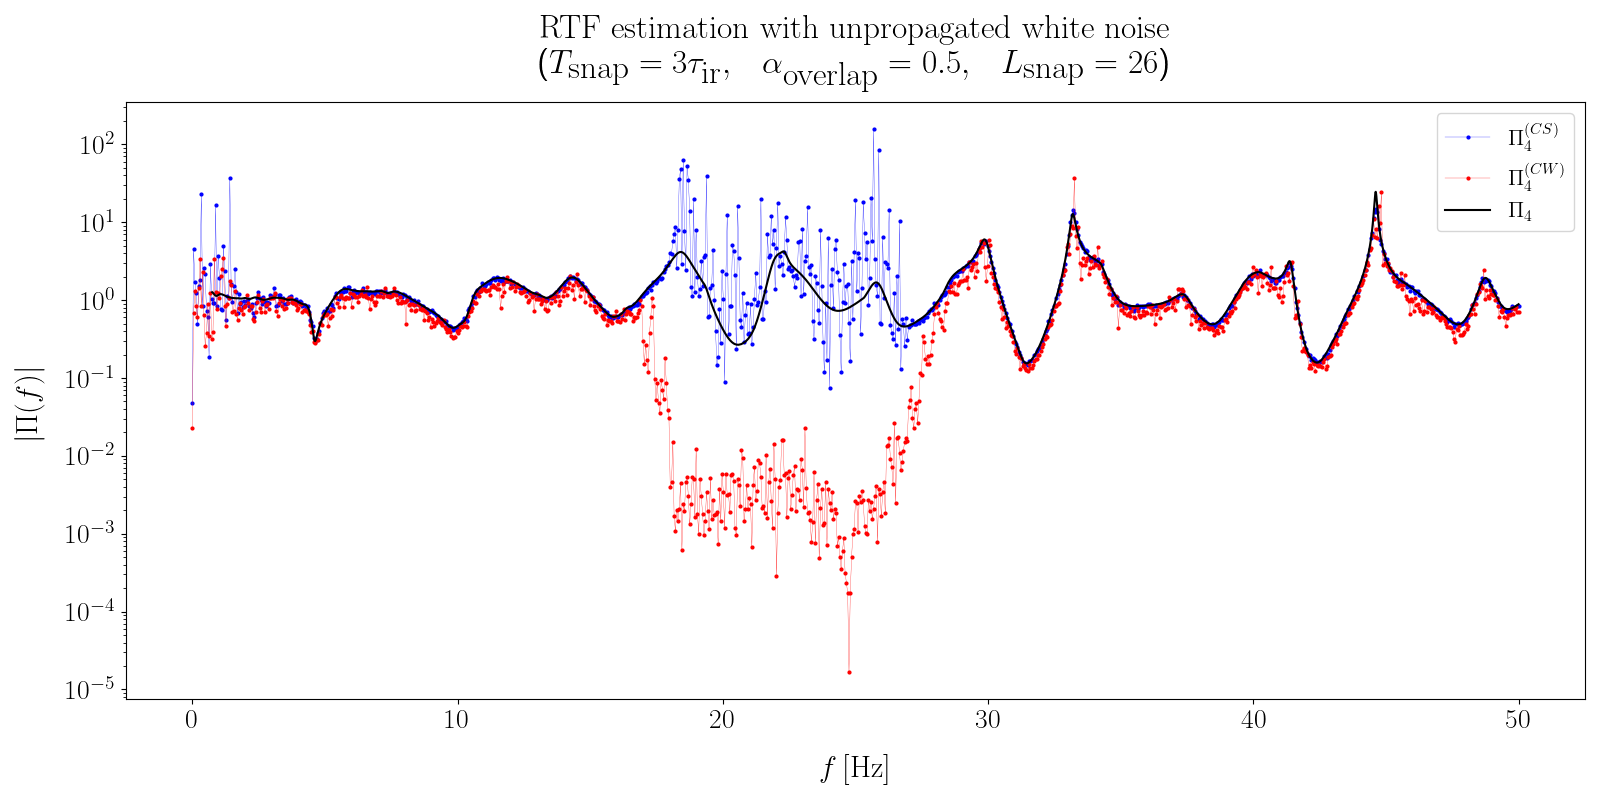 RTF estimation with unpropagated white noise
(T_snap = 3τ_ir, α_overlap = 0.5, L_snap = 26)
Π_4^(CS)
Π_4^(CW)
Π_4
|Π(f)|
10^2
10^1
10^0
10^-1
10^-2
10^-3
10^-4
10^-5
0 10 20 30 40 50
f [Hz]